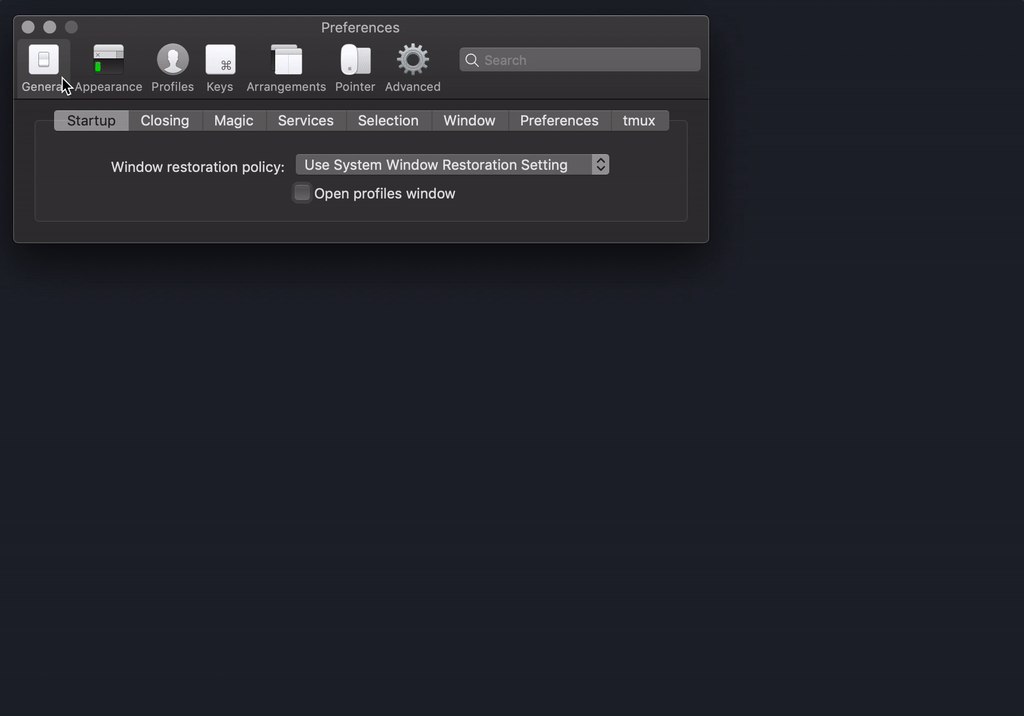 Preferences
General Appearance Profiles Keys Arrangements Pointer Advanced Search
Startup Closing Magic Services Selection Window Preferences tmux
Window restoration policy: Use System Window Restoration Setting
Open profiles window